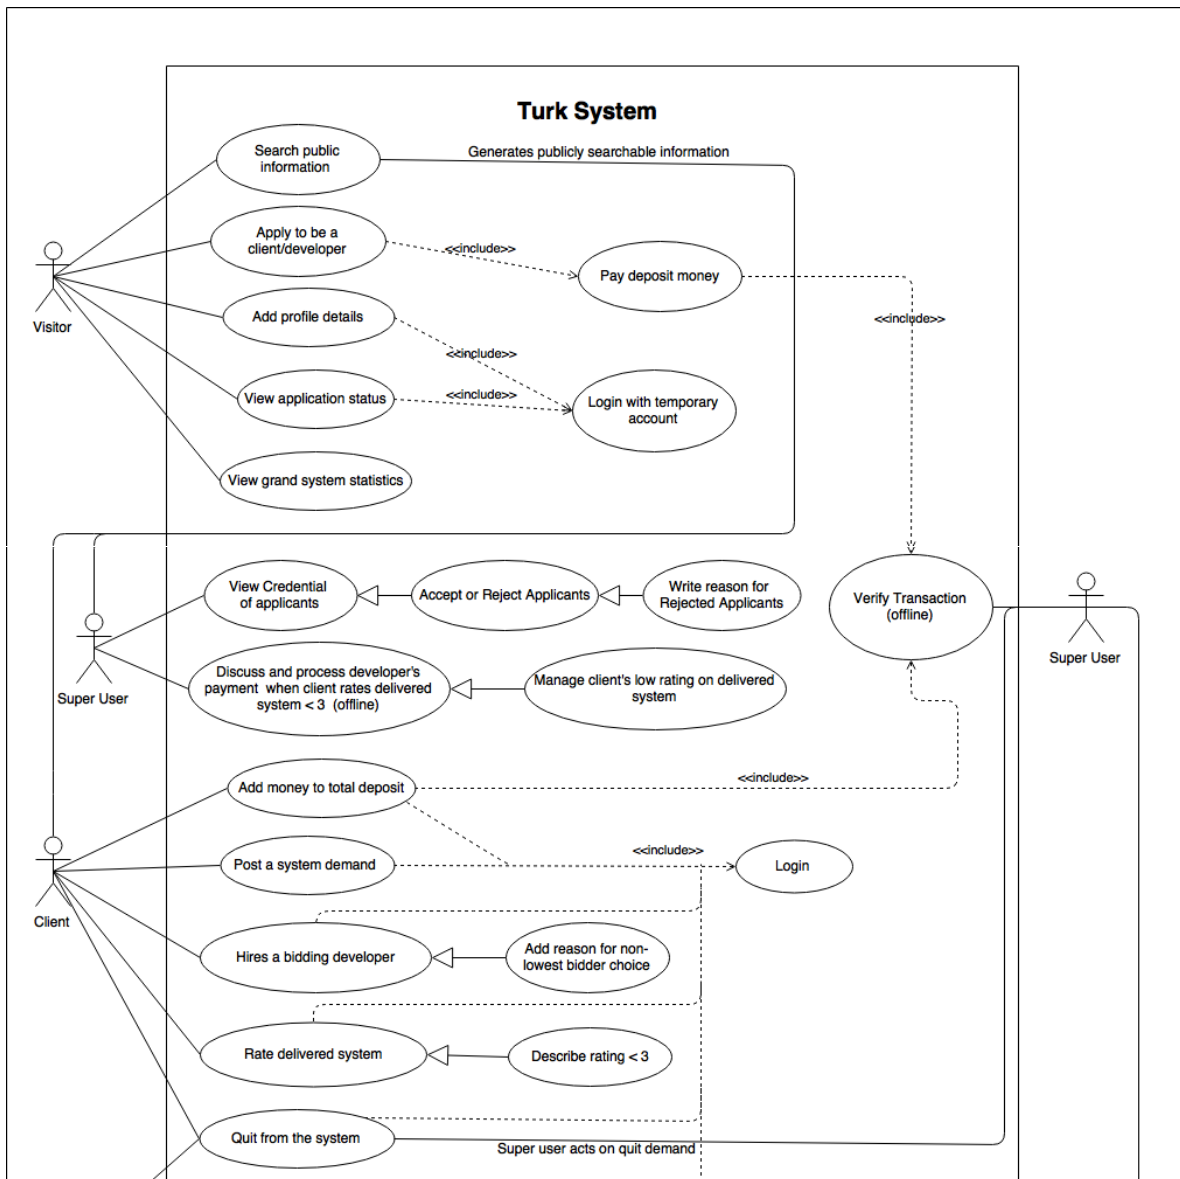 Turk System
Search public
information
Generates publicly searchable information
Apply to be a
client/developer
<<include>>
Pay deposit money
Visitor
Add profile details
<<include>>
<<include>>
View application status
<<include>>
Login with temporary
account
View grand system statistics
View Credential
of applicants
Accept or Reject Applicants
Write reason for
Rejected Applicants
Verify Transaction
(offline)
Super User
Super User
Discuss and process developer's
payment when client rates delivered
system < 3 (offline)
Manage client's low rating on delivered
system
Add money to total deposit
<<include>>
Post a system demand
<<include>>
Login
Client
Hires a bidding developer
Add reason for non-
lowest bidder choice
Rate delivered system
Describe rating < 3
Quit from the system
Super user acts on quit demand